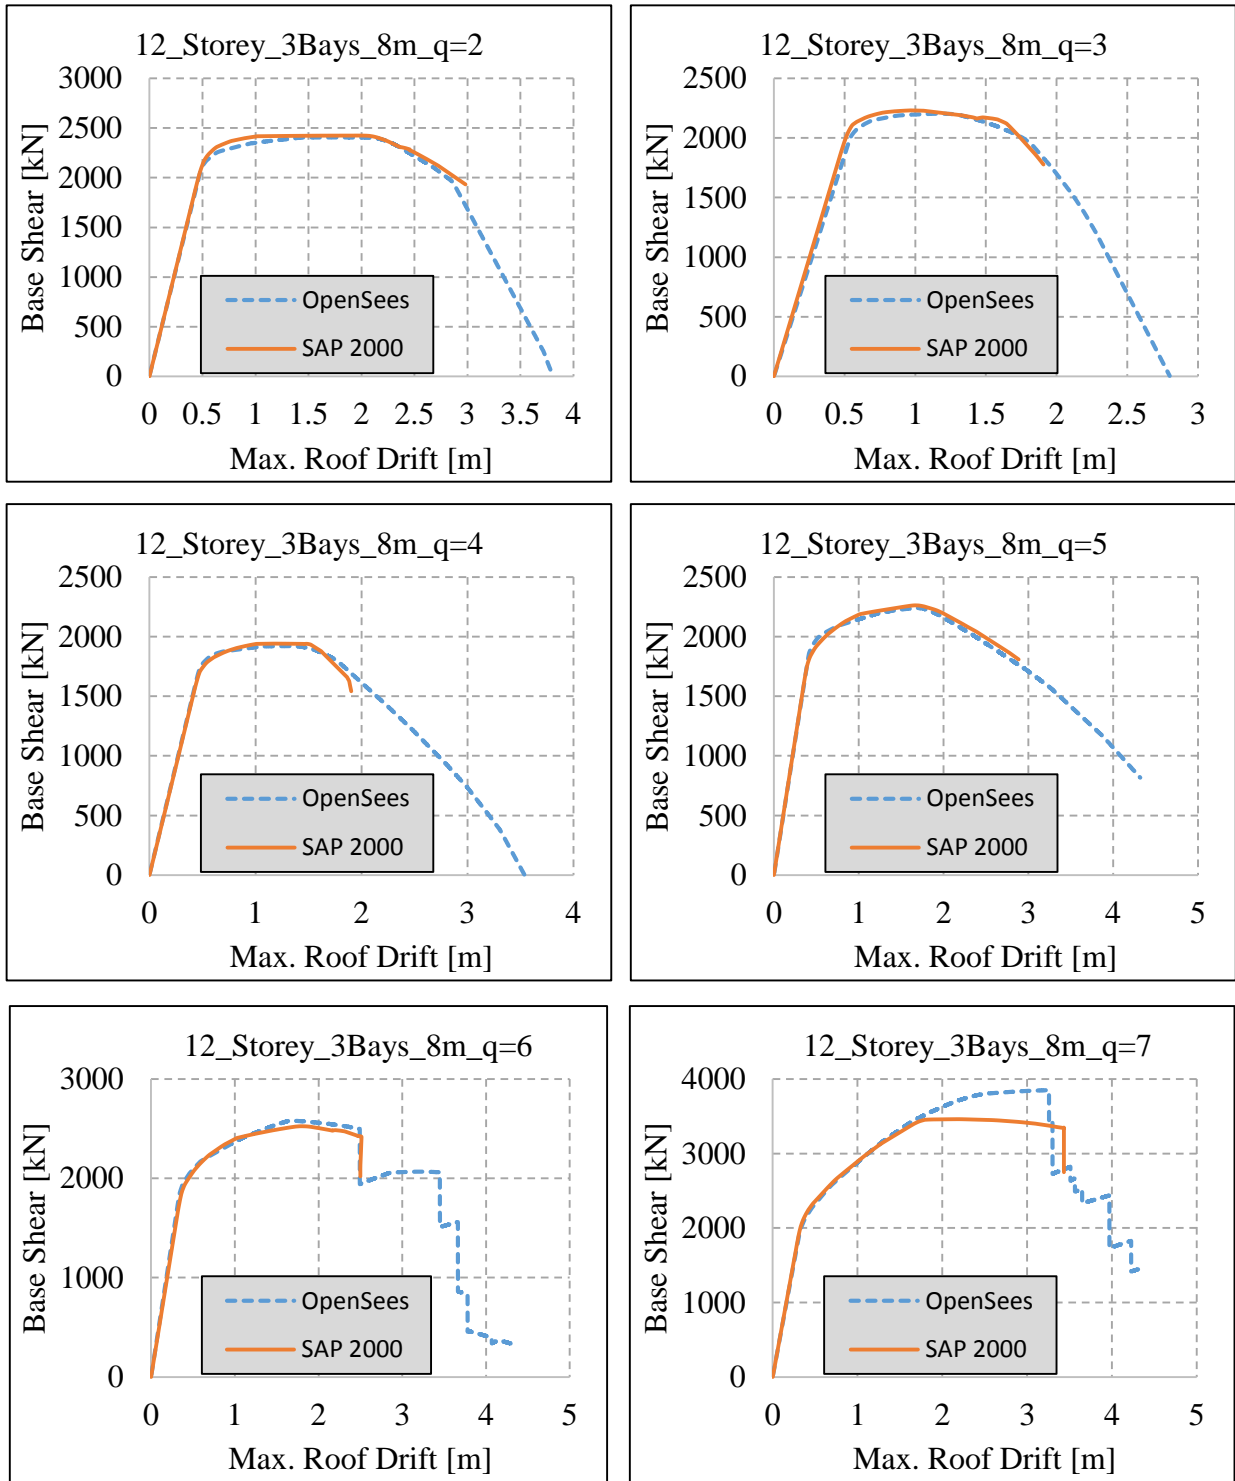 12_Storey_3Bays_8m_q=2
3000
2500
2000
1500
1000
500
0
Base Shear [kN]
OpenSees
SAP 2000
0 0.5 1 1.5 2 2.5 3 3.5 4
Max. Roof Drift [m]
12_Storey_3Bays_8m_q=3
2500
2000
1500
1000
500
0
Base Shear [kN]
OpenSees
SAP 2000
0 0.5 1 1.5 2 2.5 3
Max. Roof Drift [m]
12_Storey_3Bays_8m_q=4
2500
2000
1500
1000
500
0
Base Shear [kN]
OpenSees
SAP 2000
0 1 2 3 4
Max. Roof Drift [m]
12_Storey_3Bays_8m_q=5
2500
2000
1500
1000
500
0
Base Shear [kN]
OpenSees
SAP 2000
0 1 2 3 4 5
Max. Roof Drift [m]
12_Storey_3Bays_8m_q=6
3000
2000
1000
0
Base Shear [kN]
OpenSees
SAP 2000
0 1 2 3 4 5
Max. Roof Drift [m]
12_Storey_3Bays_8m_q=7
4000
3000
2000
1000
0
Base Shear [kN]
OpenSees
SAP 2000
0 1 2 3 4 5
Max. Roof Drift [m]